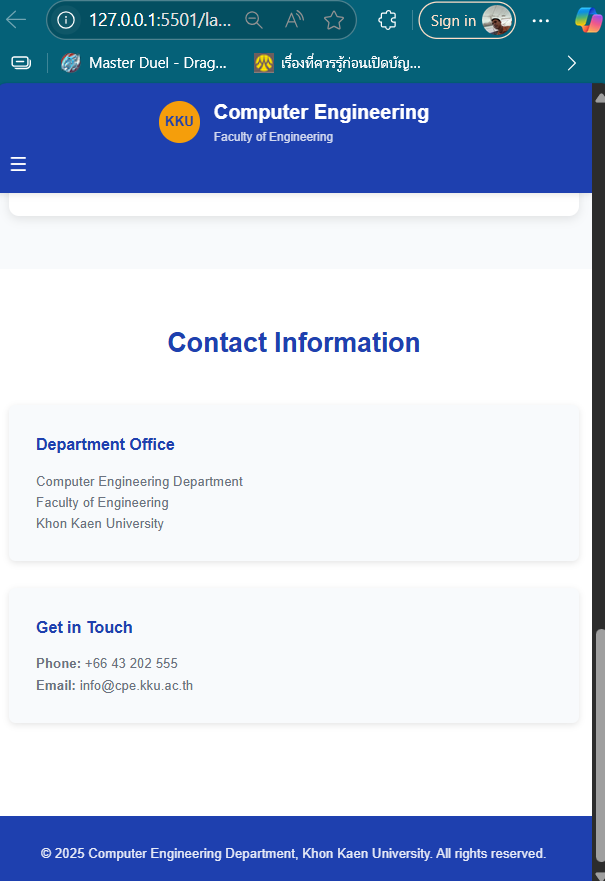 127.0.0.1:5501/la...
Sign in
Master Duel - Drag...
เรื่องที่ควรรู้ก่อนเปิดบัญ...
KKU
Computer Engineering
Faculty of Engineering
Contact Information
Department Office
Computer Engineering Department
Faculty of Engineering
Khon Kaen University
Get in Touch
Phone: +66 43 202 555
Email: info@cpe.kku.ac.th
© 2025 Computer Engineering Department, Khon Kaen University. All rights reserved.